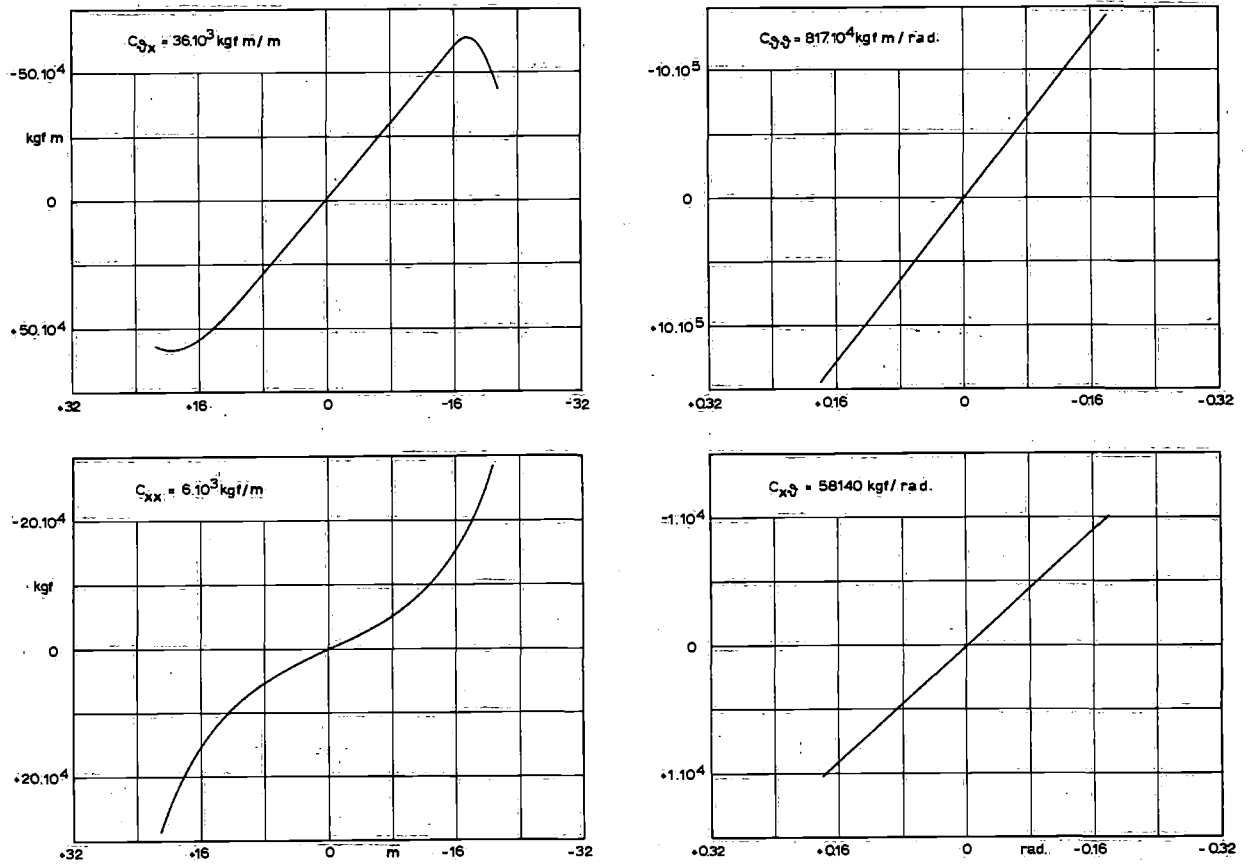 C𝜗x = 36.10³ kgf m/m
-50.10⁴
kgf m
0
+50.10⁴
+32 +16 0 -16 -32
C𝜗𝜗 = 817.10⁴ kgf m / rad.
-10.10⁵
0
+10.10⁵
+0.32 +0.16 0 -0.16 -0.32
Cxx = 6.10³ kgf/m
-20.10⁴
kgf
0
+20.10⁴
+32 +16 0 m -16 -32
Cx𝜗 = 58140 kgf/rad.
-1.10⁴
0
+1.10⁴
+0.32 +0.16 0 rad. -0.16 -0.32